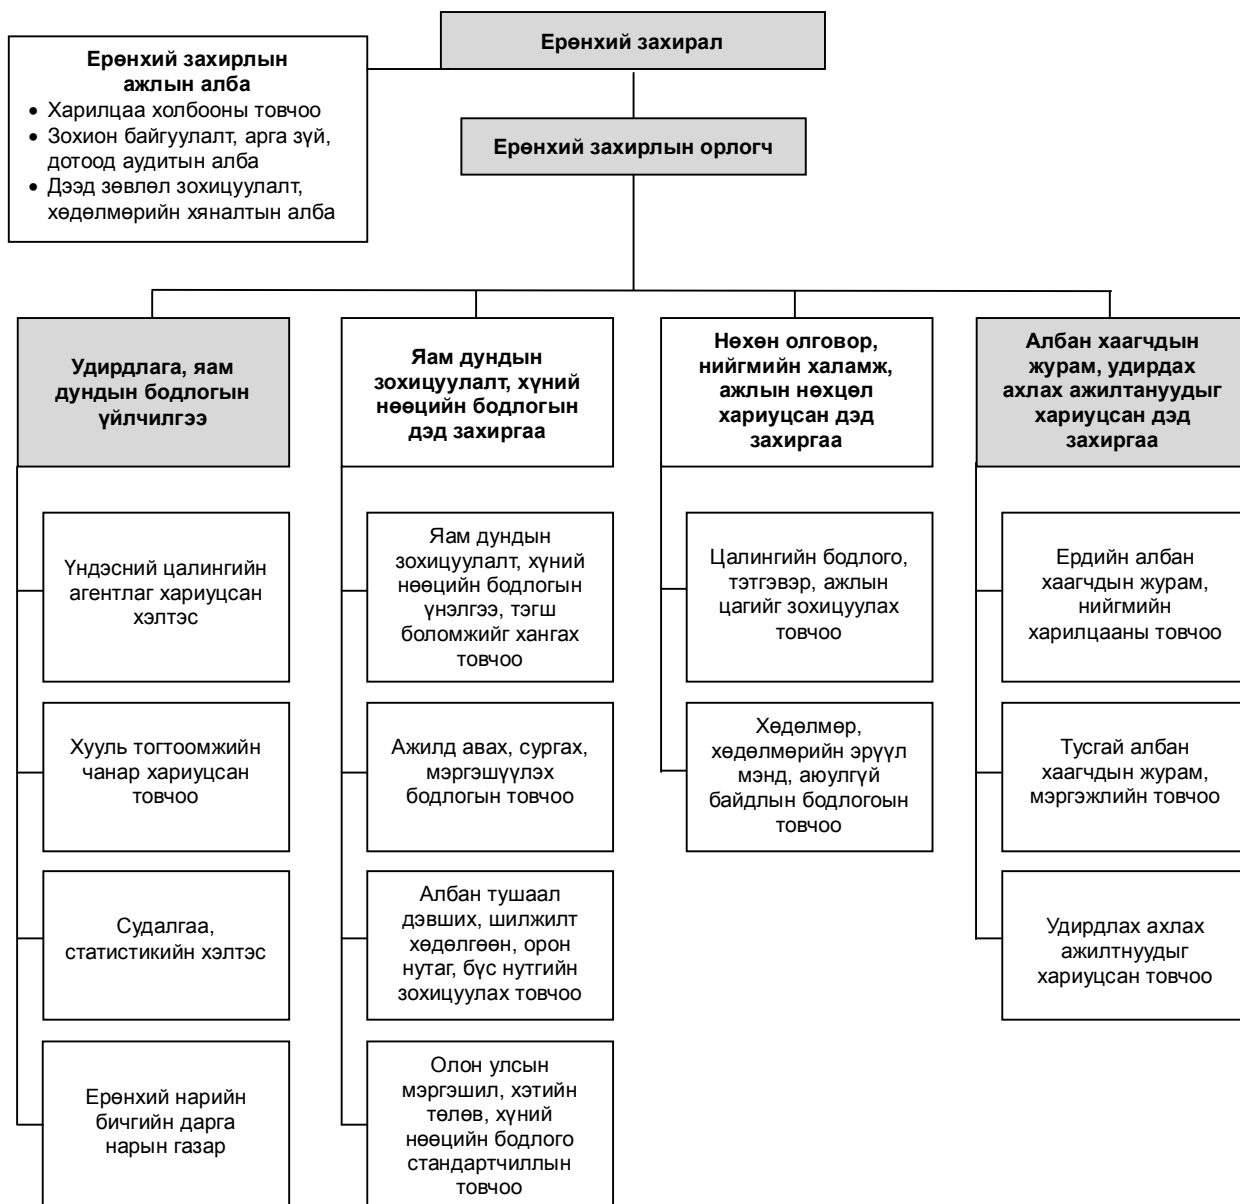 Ерөнхий захирал
Ерөнхий захирлын
ажлын алба
• Харилцаа холбооны товчоо
• Зохион байгуулалт, арга зүй,
дотоод аудитын алба
• Дээд зөвлөл зохицуулалт,
хөдөлмөрийн хяналтын алба
Ерөнхий захирлын орлогч
Удирдлага, яам
дундын бодлогын
үйлчилгээ
Үндэсний цалингийн
агентлаг хариуцсан
хэлтэс
Хууль тогтоомжийн
чанар хариуцсан
товчоо
Судалгаа,
статистикийн хэлтэс
Ерөнхий нарийн
бичгийн дарга
нарын газар
Яам дундын
зохицуулалт, хүний
нөөцийн бодлогын
дэд захиргаа
Яам дундын
зохицуулалт, хүний
нөөцийн бодлогын
үнэлгээ, тэгш
боломжийг хангах
товчоо
Ажилд авах, сургах,
мэргэшүүлэх
бодлогын товчоо
Албан тушаал
дэвших, шилжилт
хөдөлгөөн, орон
нутаг, бүс нутгийн
зохицуулах товчоо
Олон улсын
мэргэшил, хэтийн
төлөв, хүний
нөөцийн бодлого
стандартчиллын
товчоо
Нөхөн олговор,
нийгмийн халамж,
ажлын нөхцөл
хариуцсан дэд
захиргаа
Цалингийн бодлого,
тэтгэвэр, ажлын
цагийг зохицуулах
товчоо
Хөдөлмөр,
хөдөлмөрийн эрүүл
мэнд, аюулгүй
байдлын бодлогоын
товчоо
Албан хаагчдын
журам, удирдах
ахлах ажилтануудыг
хариуцсан дэд
захиргаа
Ердийн албан
хаагчдын журам,
нийгмийн
харилцааны товчоо
Тусгай албан
хаагчдын журам,
мэргэжлийн товчоо
Удирдлах ахлах
ажилтнуудыг
хариуцсан товчоо